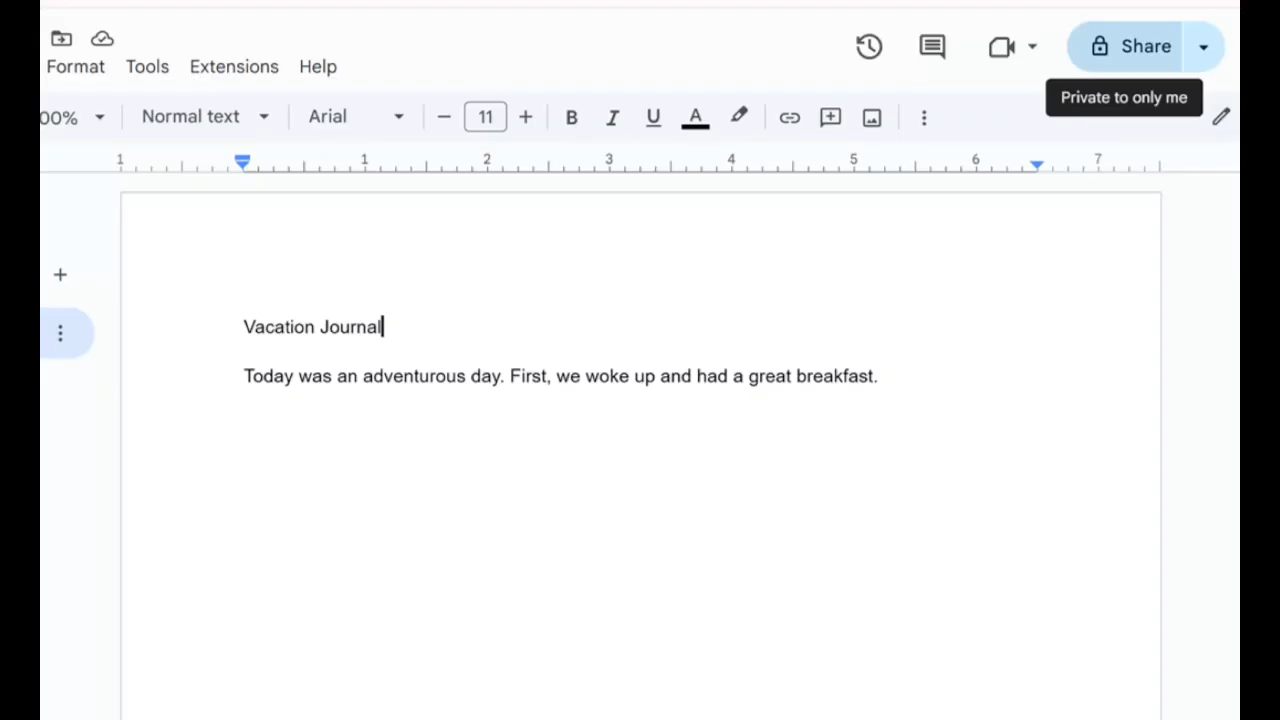 Format Tools Extensions Help
Share
Private to only me
00% Normal text Arial 11
1 1 2 3 4 5 6 7
Vacation Journal
Today was an adventurous day. First, we woke up and had a great breakfast.